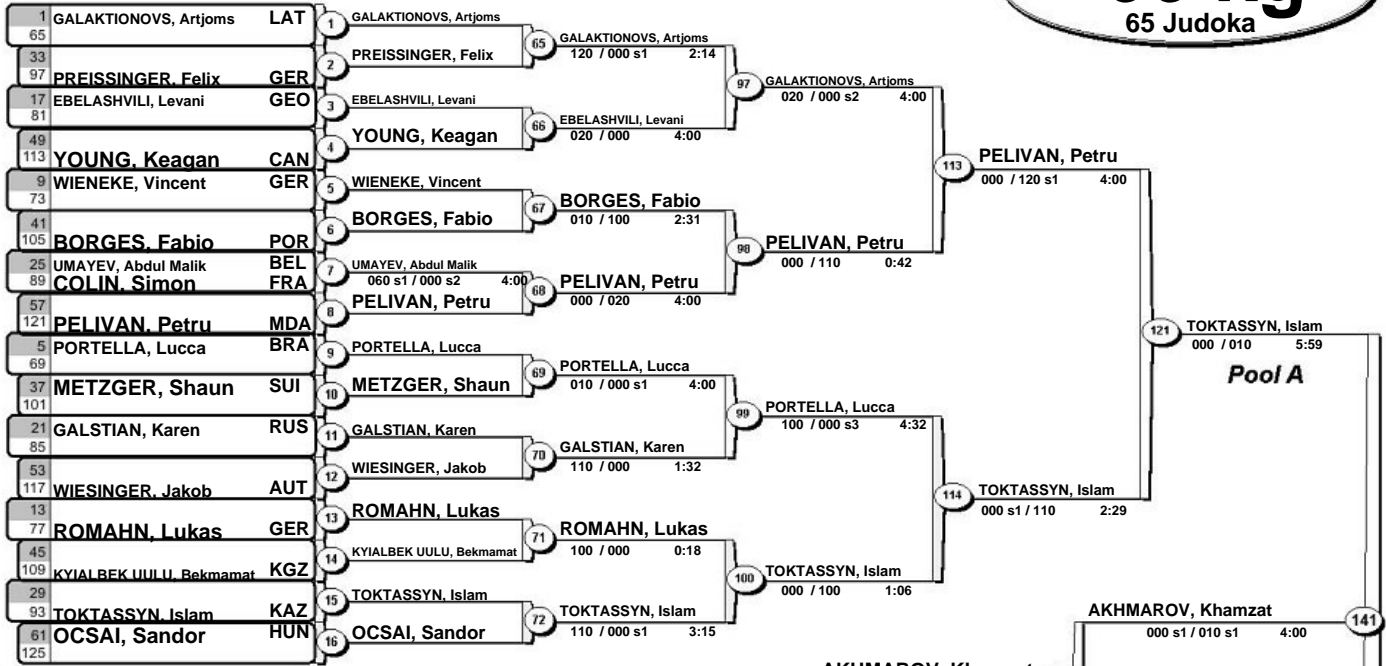 65 Judoka
1 GALAKTIONOVS, Artjoms LAT
65
33
97 PREISSINGER, Felix GER
17 EBELASHVILI, Levani GEO
81
49
113 YOUNG, Keagan CAN
9 WIENEKE, Vincent GER
73
41
105 BORGES, Fabio POR
25 UMAYEV, Abdul Malik BEL
89 COLIN, Simon FRA
57
121 PELIVAN, Petru MDA
5 PORTELLA, Lucca BRA
69
37 METZGER, Shaun SUI
101
21 GALSTIAN, Karen RUS
85
53
117 WIESINGER, Jakob AUT
13
77 ROMAHN, Lukas GER
45
109 KYIALBEK UULU, Bekmamat KGZ
29
93 TOKTASSYN, Islam KAZ
61 OCSAI, Sandor HUN
125
1 GALAKTIONOVS, Artjoms
2 PREISSINGER, Felix
3 EBELASHVILI, Levani
4 YOUNG, Keagan
5 WIENEKE, Vincent
6 BORGES, Fabio
7 UMAYEV, Abdul Malik
060 s1 / 000 s2 4:00
8 PELIVAN, Petru
9 PORTELLA, Lucca
10 METZGER, Shaun
11 GALSTIAN, Karen
12 WIESINGER, Jakob
13 ROMAHN, Lukas
14 KYIALBEK UULU, Bekmamat
15 TOKTASSYN, Islam
16 OCSAI, Sandor
65 GALAKTIONOVS, Artjoms
120 / 000 s1 2:14
66 EBELASHVILI, Levani
020 / 000 4:00
67 BORGES, Fabio
010 / 100 2:31
68 PELIVAN, Petru
000 / 020 4:00
69 PORTELLA, Lucca
010 / 000 s1 4:00
70 GALSTIAN, Karen
110 / 000 1:32
71 ROMAHN, Lukas
100 / 000 0:18
72 TOKTASSYN, Islam
110 / 000 s1 3:15
97 GALAKTIONOVS, Artjoms
020 / 000 s2 4:00
98 PELIVAN, Petru
000 / 110 0:42
99 PORTELLA, Lucca
100 / 000 s3 4:32
100 TOKTASSYN, Islam
000 / 100 1:06
113 PELIVAN, Petru
000 / 120 s1 4:00
114 TOKTASSYN, Islam
000 s1 / 110 2:29
121 TOKTASSYN, Islam
000 / 010 5:59
Pool A
AKHMAROV, Khamzat 141
000 s1 / 010 s1 4:00